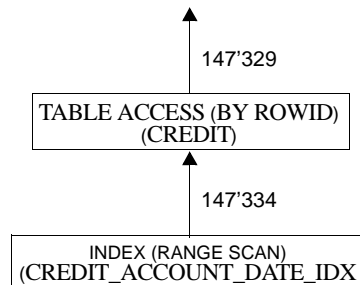 147'329
TABLE ACCESS (BY ROWID)
(CREDIT)
147'334
INDEX (RANGE SCAN)
(CREDIT_ACCOUNT_DATE_IDX